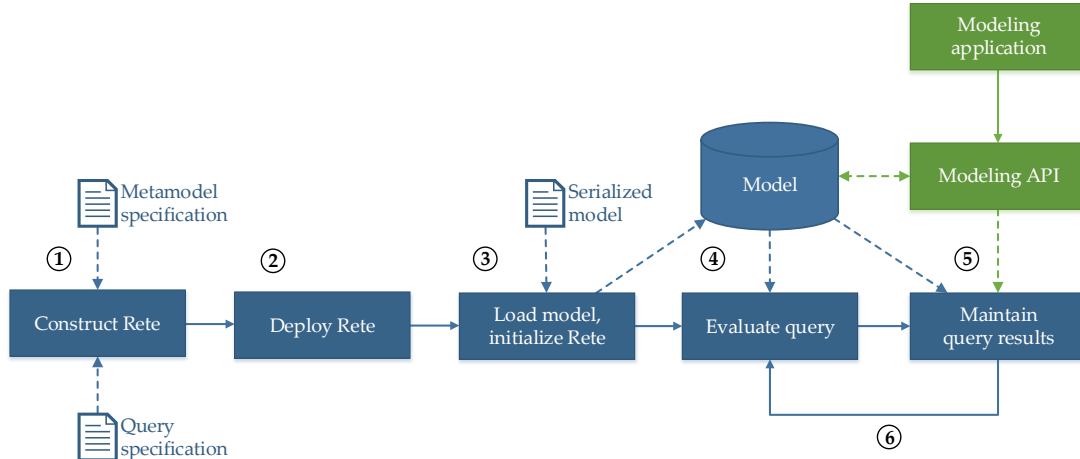 Modeling
application
Model
Modeling API
Metamodel
specification
Serialized
model
①
②
③
④
⑤
Construct Rete
Deploy Rete
Load model,
initialize Rete
Evaluate query
Maintain
query results
Query
specification
⑥